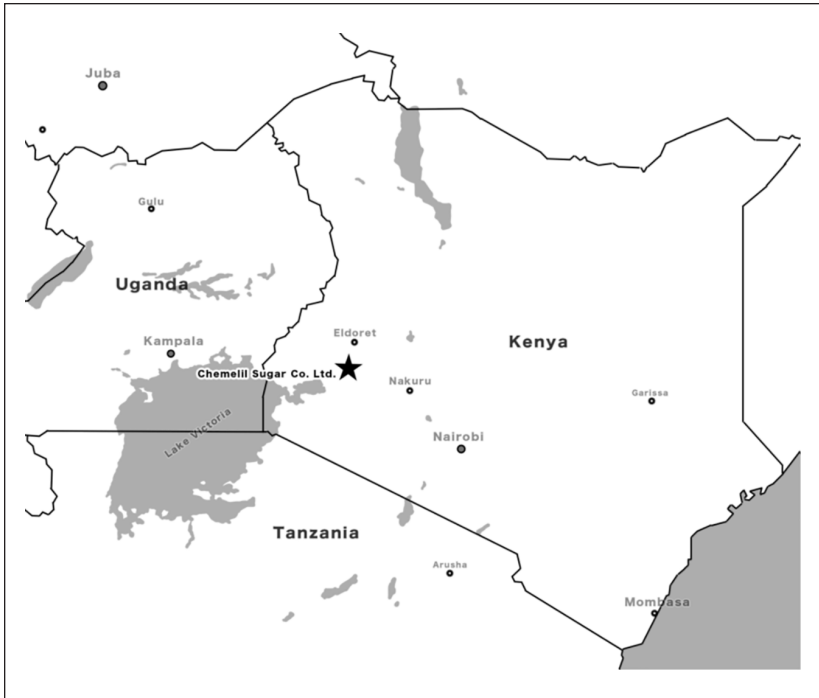 Juba
Gulu
Uganda
Kampala
Eldoret
Kenya
Chemelil Sugar Co. Ltd.
Nakuru
Garissa
Lake Victoria
Nairobi
Tanzania
Arusha
Mombasa